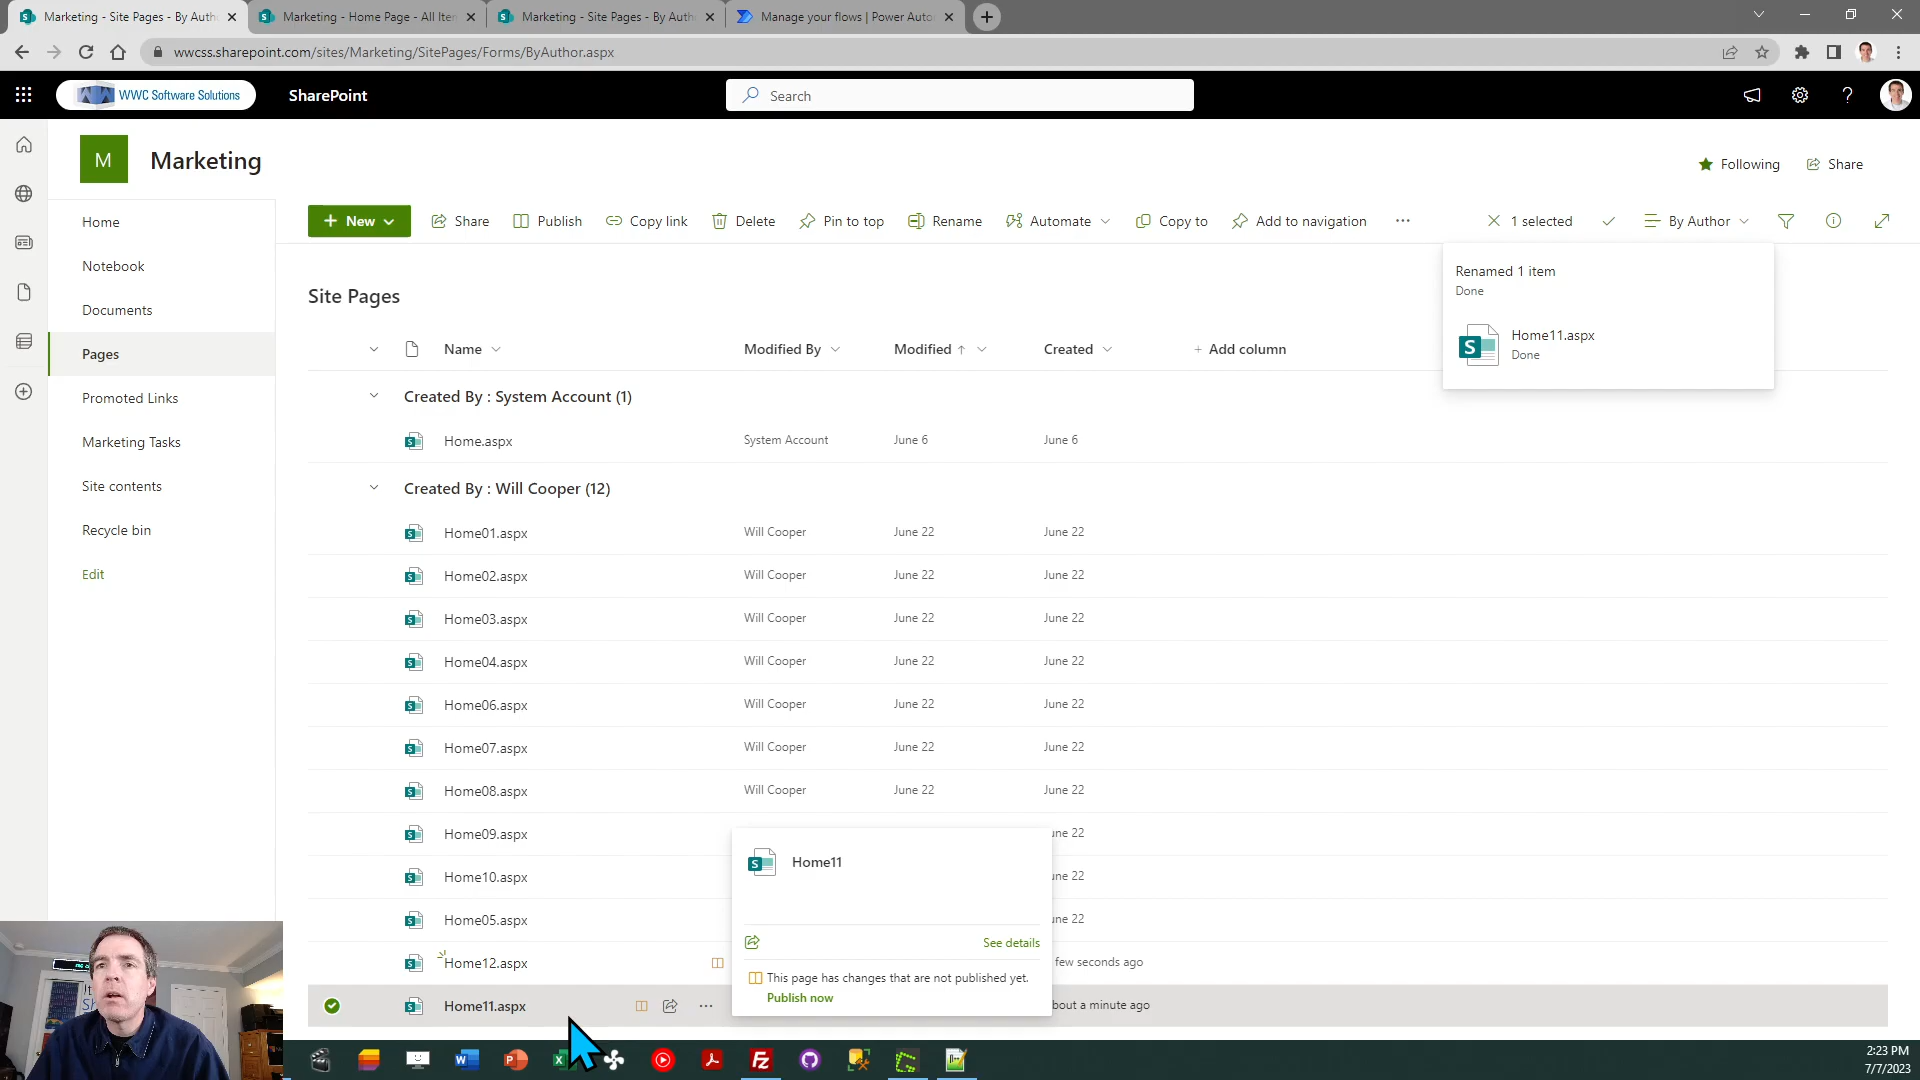 Marketing - Site Pages - By Auth
Marketing - Home Page - All Iter
Marketing - Site Pages - By Auth
Manage your flows | Power Auto
wwcss.sharepoint.com/sites/Marketing/SitePages/Forms/ByAuthor.aspx
WWC Software Solutions
SharePoint
Search
M
Marketing
Following
Share
Home
Notebook
Documents
Pages
Promoted Links
Marketing Tasks
Site contents
Recycle bin
Edit
+ New
Share
Publish
Copy link
Delete
Pin to top
Rename
Automate
Copy to
Add to navigation
...
1 selected
By Author
Renamed 1 item
Done
Home11.aspx
Done
Site Pages
Name
Modified By
Modified ↑
Created
+ Add column
Created By : System Account (1)
Home.aspx System Account June 6 June 6
Created By : Will Cooper (12)
Home01.aspx Will Cooper June 22 June 22
Home02.aspx Will Cooper June 22 June 22
Home03.aspx Will Cooper June 22 June 22
Home04.aspx Will Cooper June 22 June 22
Home06.aspx Will Cooper June 22 June 22
Home07.aspx Will Cooper June 22 June 22
Home08.aspx Will Cooper June 22 June 22
Home09.aspx une 22
Home10.aspx une 22
Home05.aspx une 22
Home12.aspx few seconds ago
Home11.aspx bout a minute ago
Home11
See details
This page has changes that are not published yet.
Publish now
2:23 PM
7/7/2023